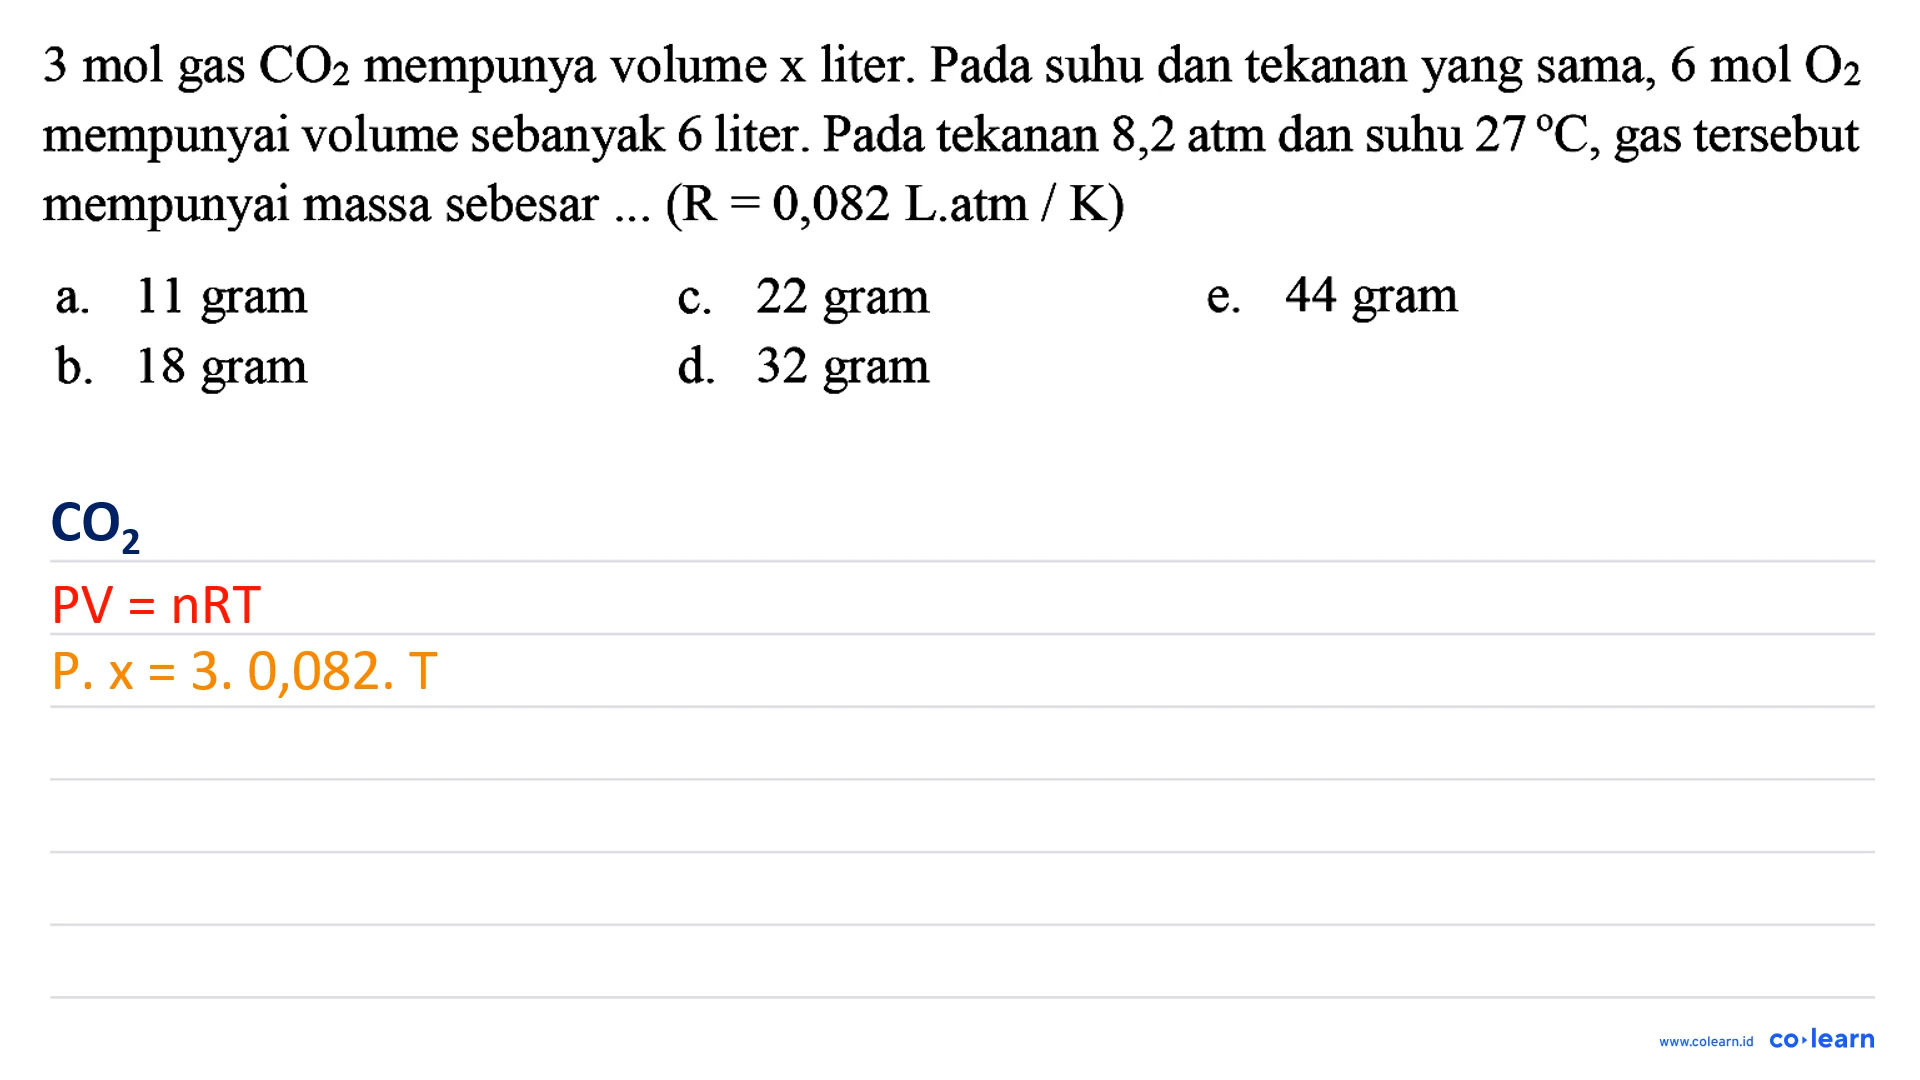 3 mol gas CO₂ mempunya volume x liter. Pada suhu dan tekanan yang sama, 6 mol O₂
mempunyai volume sebanyak 6 liter. Pada tekanan 8,2 atm dan suhu 27 ºC, gas tersebut
mempunyai massa sebesar ... (R = 0,082 L.atm / K)
a. 11 gram
b. 18 gram
c. 22 gram
d. 32 gram
e. 44 gram
CO₂
PV = nRT
P. x = 3. 0,082. T
www.colearn.id co·learn